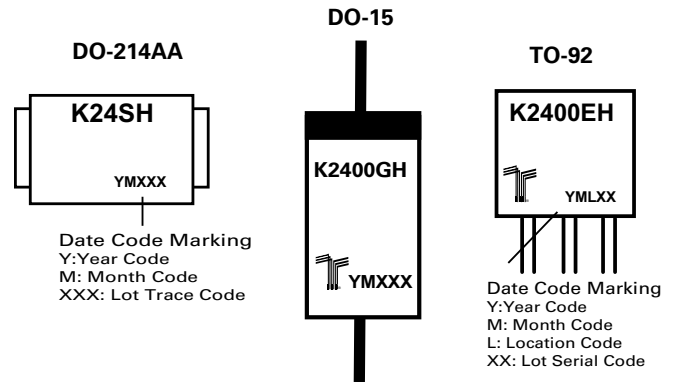 DO-214AA
K24SH
YMXXX
Date Code Marking
Y:Year Code
M: Month Code
XXX: Lot Trace Code
DO-15
K2400GH
YMXXX
TO-92
K2400EH
YMLXX
Date Code Marking
Y:Year Code
M: Month Code
L: Location Code
XX: Lot Serial Code